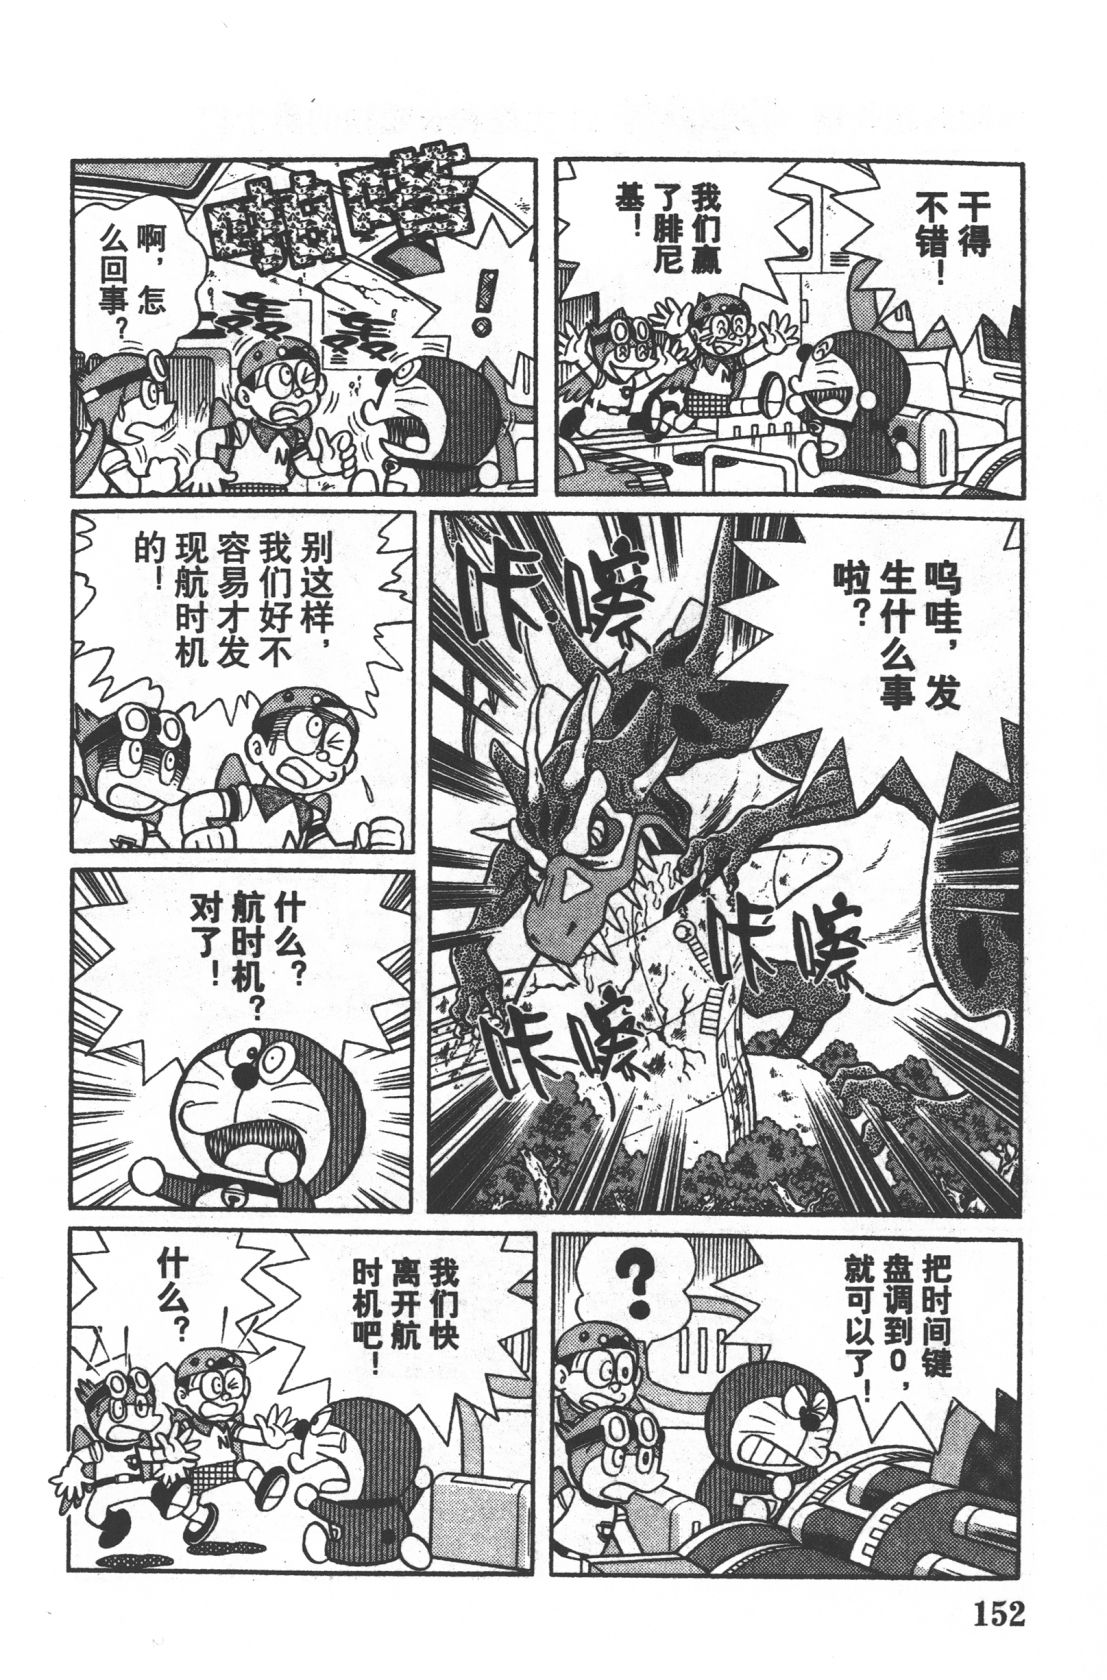 干得
不错！
我们赢
了腓尼
基！
！
啊，怎
么回事？
呜哇，发
生什么事
啦？
咔嚓
咔嚓
咔嚓
别这样，
我们好不
容易才发
现航时机
的！
什么？
航时机？
对了！
把时间键
盘调到0，
就可以了！
？
我们快
离开航
时机吧！
什么？
152